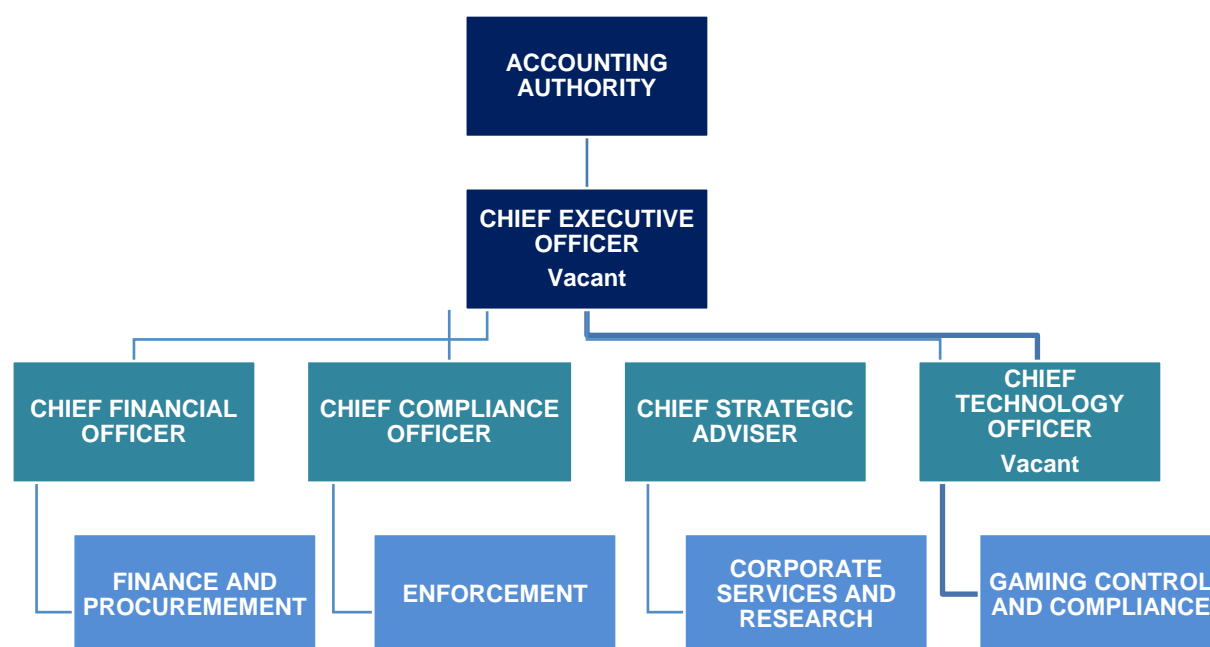 ACCOUNTING
AUTHORITY
CHIEF EXECUTIVE
OFFICER
Vacant
CHIEF FINANCIAL
OFFICER
CHIEF COMPLIANCE
OFFICER
CHIEF STRATEGIC
ADVISER
CHIEF
TECHNOLOGY
OFFICER
Vacant
FINANCE AND
PROCUREMEMENT
ENFORCEMENT
CORPORATE
SERVICES AND
RESEARCH
GAMING CONTROL
AND COMPLIANCE